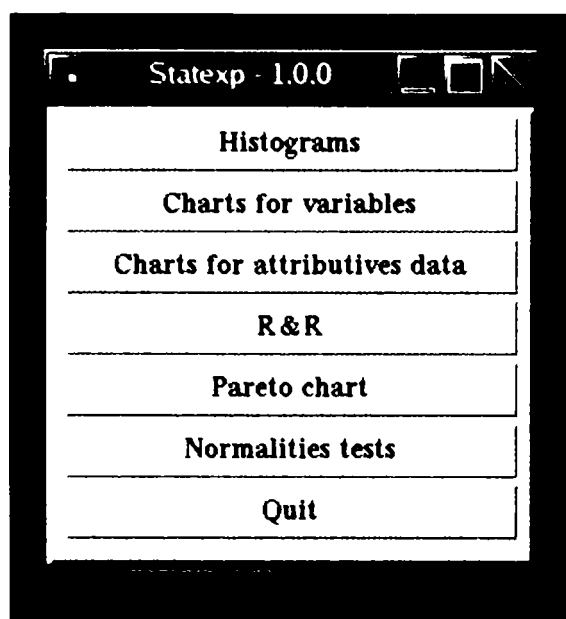 Statexp - 1.0.0
Histograms
Charts for variables
Charts for attributives data
R&R
Pareto chart
Normalities tests
Quit